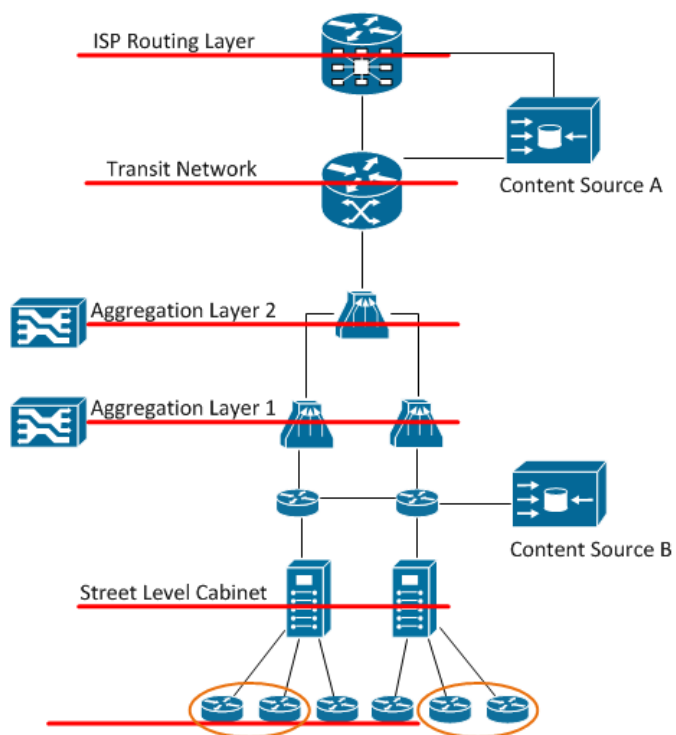 ISP Routing Layer
Transit Network
Content Source A
Aggregation Layer 2
Aggregation Layer 1
Content Source B
Street Level Cabinet